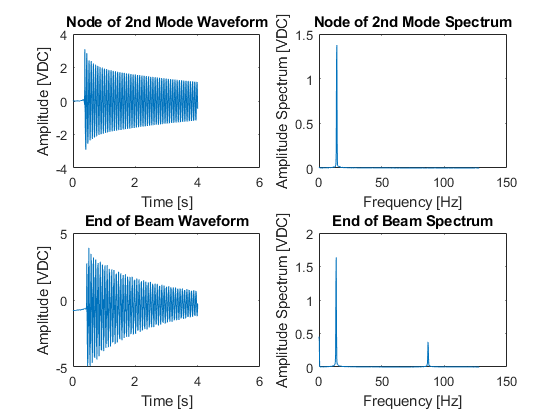 Node of 2nd Mode Waveform
Amplitude [VDC]
4
2
0
-2
-4
0 2 4 6
Time [s]
Node of 2nd Mode Spectrum
Amplitude Spectrum [VDC]
1.5
1
0.5
0
0 50 100 150
Frequency [Hz]
End of Beam Waveform
Amplitude [VDC]
5
0
-5
0 2 4 6
Time [s]
End of Beam Spectrum
Amplitude Spectrum [VDC]
2
1.5
1
0.5
0
0 50 100 150
Frequency [Hz]